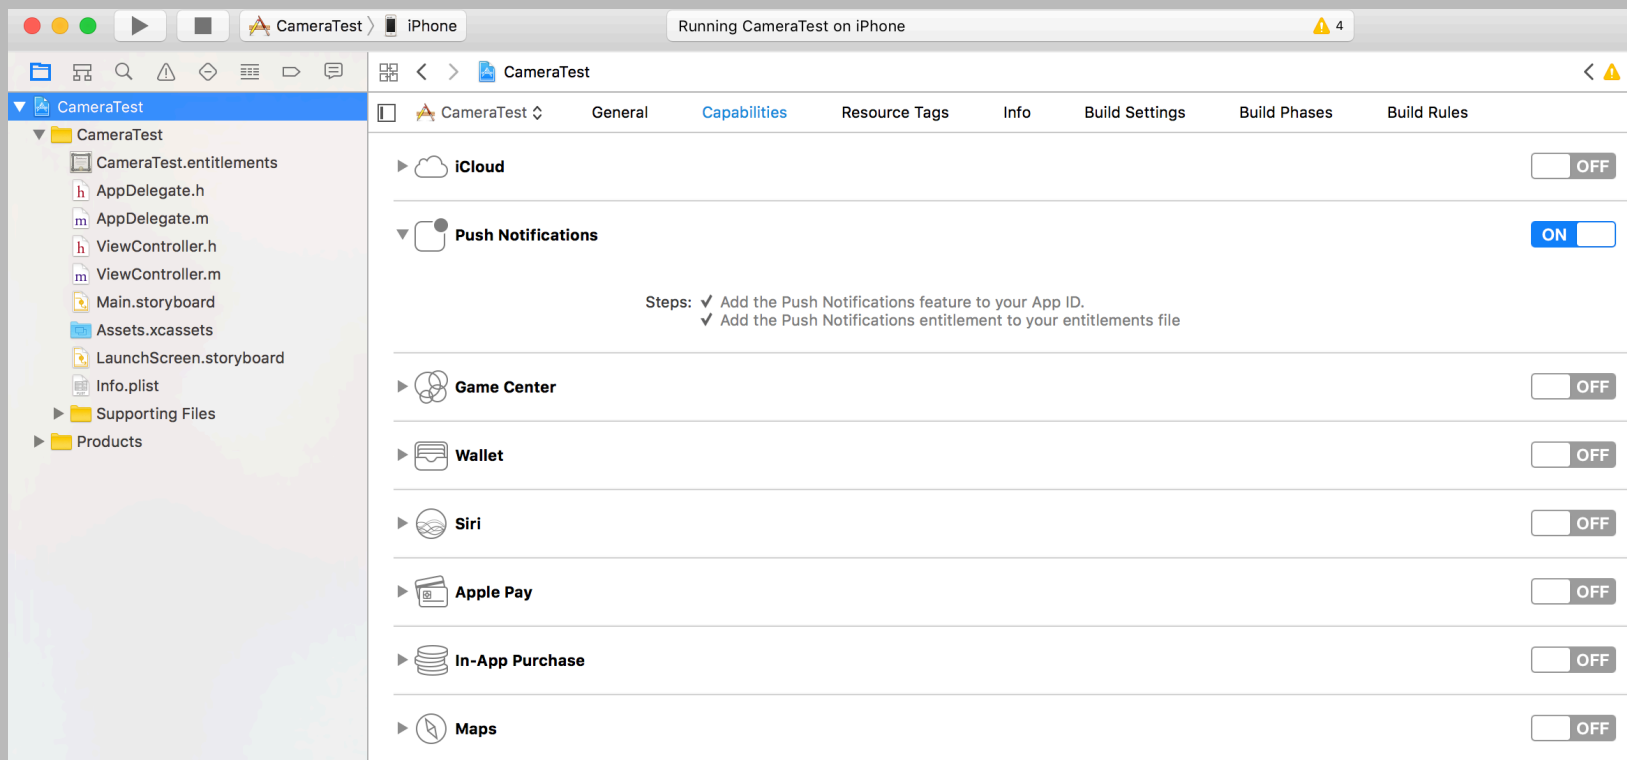 CameraTest iPhone
Running CameraTest on iPhone
4
CameraTest
CameraTest
CameraTest
CameraTest.entitlements
h AppDelegate.h
m AppDelegate.m
h ViewController.h
m ViewController.m
Main.storyboard
Assets.xcassets
LaunchScreen.storyboard
Info.plist
Supporting Files
Products
CameraTest General Capabilities Resource Tags Info Build Settings Build Phases Build Rules
iCloud OFF
Push Notifications ON
Steps: ✓ Add the Push Notifications feature to your App ID.
✓ Add the Push Notifications entitlement to your entitlements file
Game Center OFF
Wallet OFF
Siri OFF
Apple Pay OFF
In-App Purchase OFF
Maps OFF